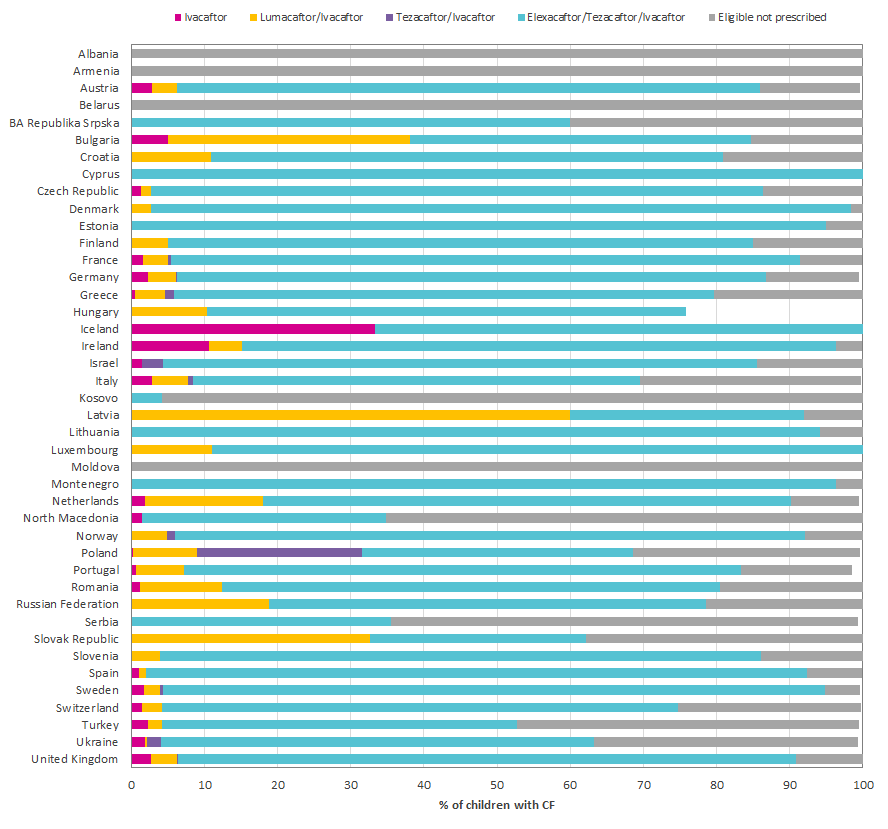 Ivacaftor Lumacaftor/Ivacaftor Tezacaftor/Ivacaftor Elexacaftor/Tezacaftor/Ivacaftor Eligible not prescribed
Albania
Armenia
Austria
Belarus
BA Republika Srpska
Bulgaria
Croatia
Cyprus
Czech Republic
Denmark
Estonia
Finland
France
Germany
Greece
Hungary
Iceland
Ireland
Israel
Italy
Kosovo
Latvia
Lithuania
Luxembourg
Moldova
Montenegro
Netherlands
North Macedonia
Norway
Poland
Portugal
Romania
Russian Federation
Serbia
Slovak Republic
Slovenia
Spain
Sweden
Switzerland
Turkey
Ukraine
United Kingdom
0 10 20 30 40 50 60 70 80 90 100
% of children with CF